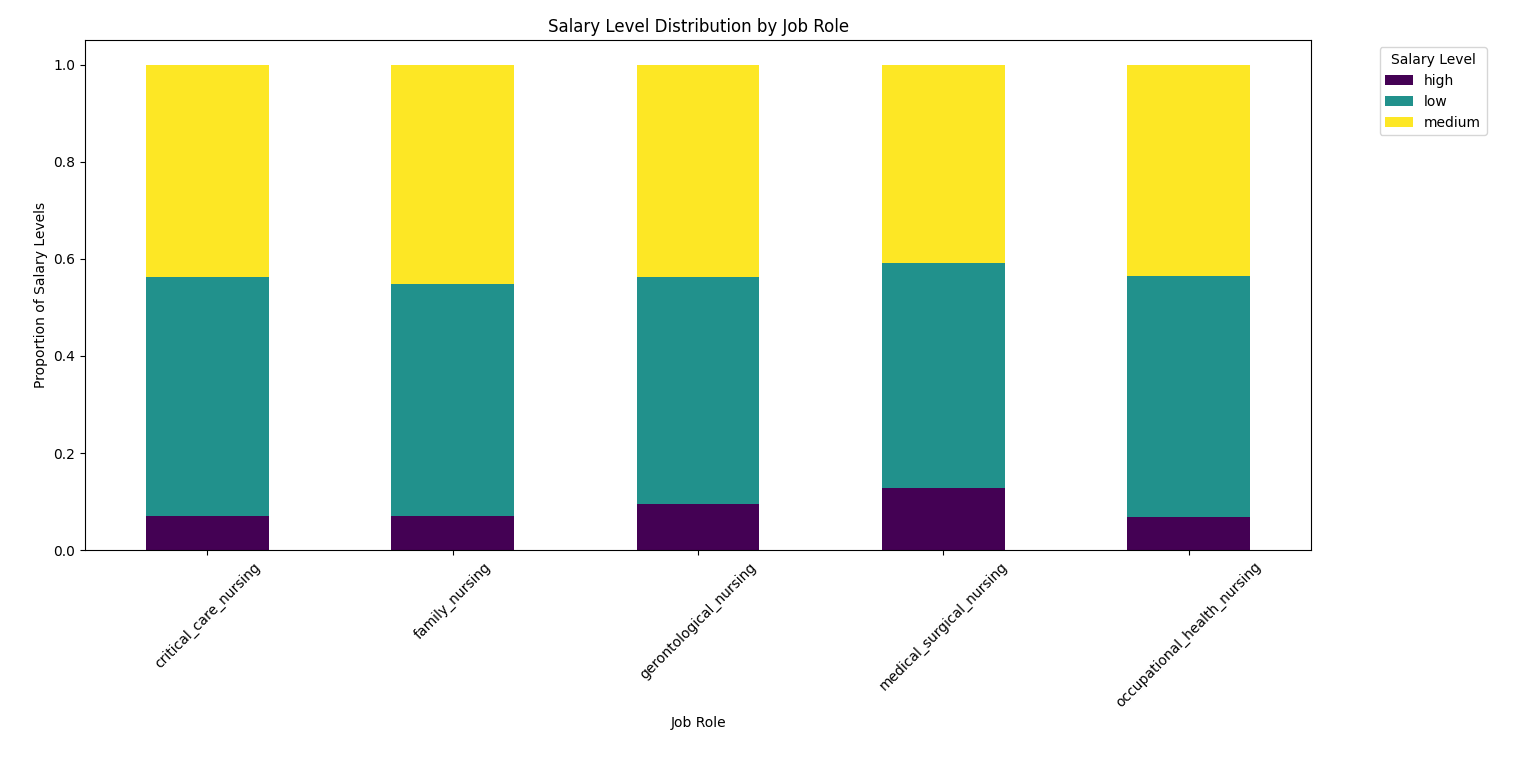 Salary Level Distribution by Job Role
Salary Level
high
low
medium
Proportion of Salary Levels
1.0
0.8
0.6
0.4
0.2
0.0
critical_care_nursing
family_nursing
gerontological_nursing
medical_surgical_nursing
occupational_health_nursing
Job Role